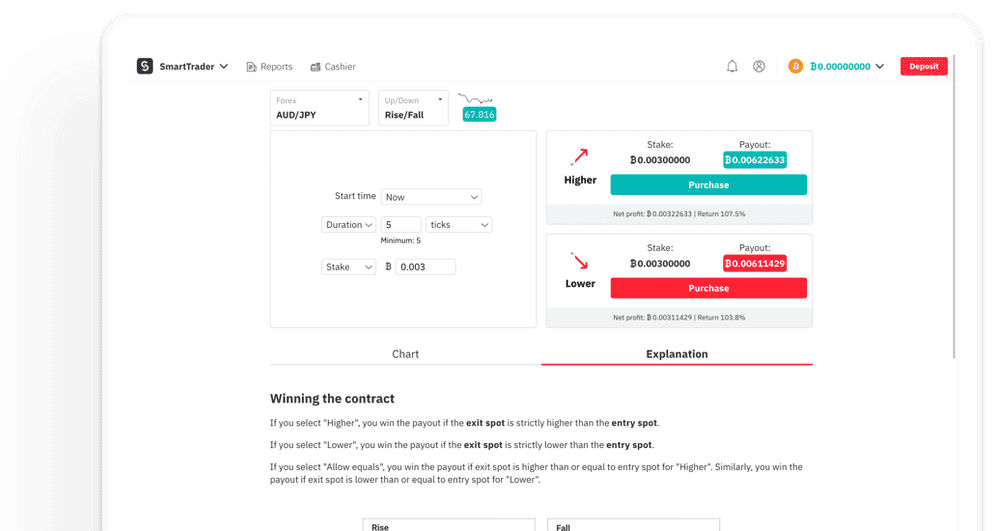 SmartTrader Reports Cashier ₿0.00000000 Deposit
Forex Up/Down
AUD/JPY Rise/Fall 67.816
Stake: Payout:
₿0.00300000 ₿0.00622633
Higher
Purchase
Net profit: ₿0.00322633 | Return 107.5%
Start time Now
Duration 5 ticks
Minimum: 5
Stake ₿ 0.003
Stake: Payout:
₿0.00300000 ₿0.00611429
Lower
Purchase
Net profit: ₿0.00311429 | Return 103.8%
Chart Explanation
Winning the contract
If you select "Higher", you win the payout if the exit spot is strictly higher than the entry spot.
If you select "Lower", you win the payout if the exit spot is strictly lower than the entry spot.
If you select "Allow equals", you win the payout if exit spot is higher than or equal to entry spot for "Higher". Similarly, you win the
payout if exit spot is lower than or equal to entry spot for "Lower".
Rise Fall